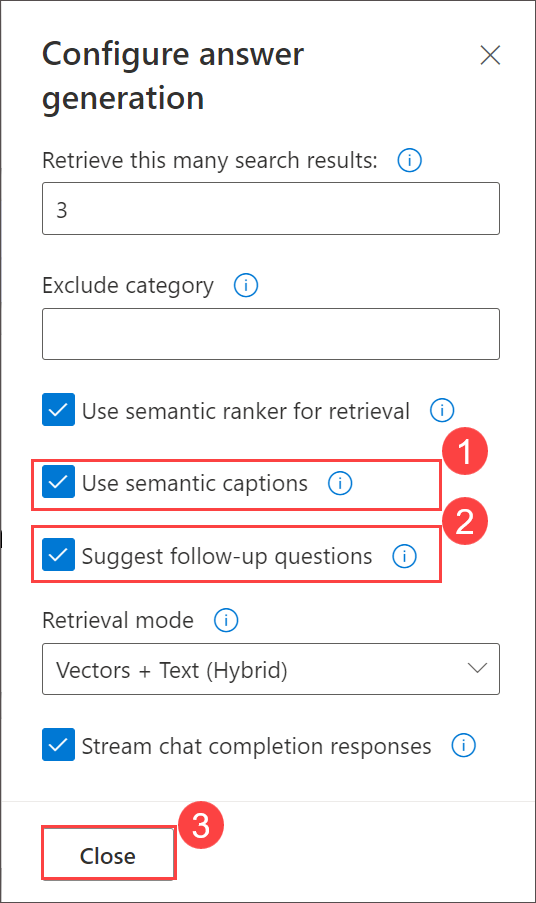 Configure answer
generation
Retrieve this many search results:
3
Exclude category
Use semantic ranker for retrieval
1
Use semantic captions
2
Suggest follow-up questions
Retrieval mode
Vectors + Text (Hybrid)
Stream chat completion responses
3
Close